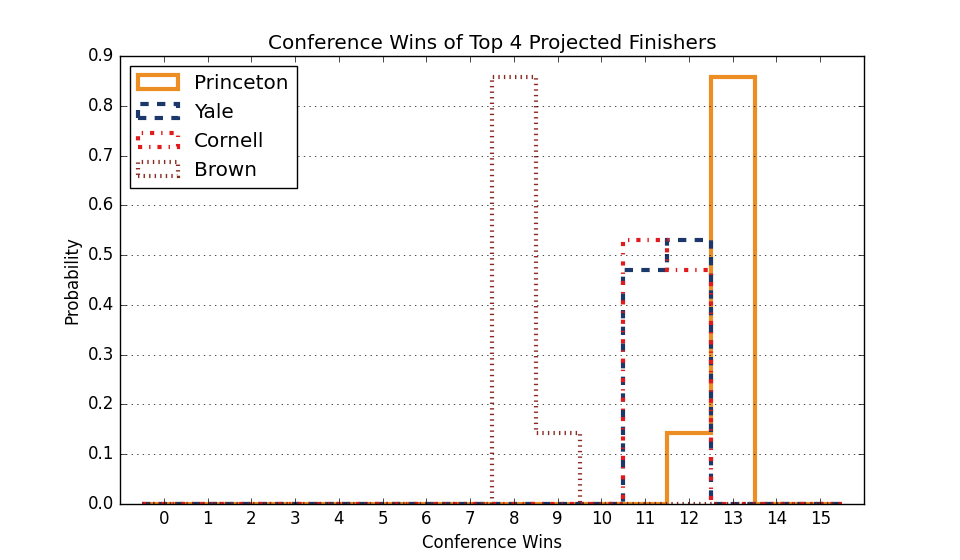 Conference Wins of Top 4 Projected Finishers
Princeton
Yale
Cornell
Brown
Probability
0.9
0.8
0.7
0.6
0.5
0.4
0.3
0.2
0.1
0.0
0 1 2 3 4 5 6 7 8 9 10 11 12 13 14 15
Conference Wins